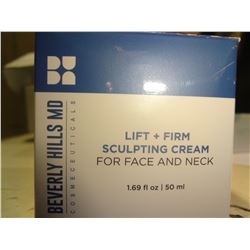 BEVERLY HILLS MD
COSMECEUTICALS
LIFT + FIRM
SCULPTING CREAM
FOR FACE AND NECK
1.69 fl oz | 50 ml